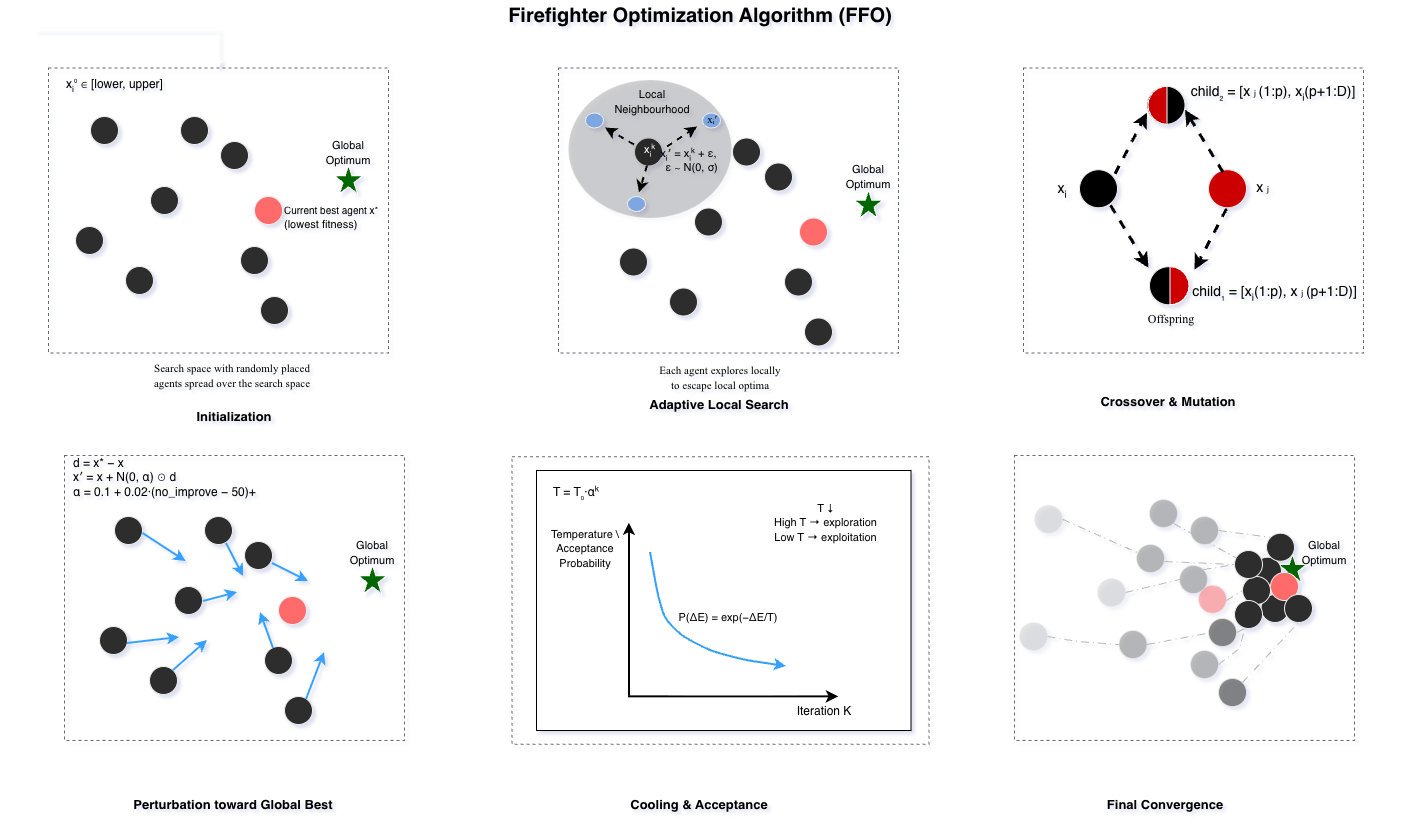 Firefighter Optimization Algorithm (FFO)
xᵢ⁰ ∈ [lower, upper]
Global
Optimum
Current best agent x*
(lowest fitness)
Search space with randomly placed
agents spread over the search space
Initialization
Local
Neighbourhood
xᵢ′
xᵢᵏ
xᵢ′ = xᵢᵏ + ε,
ε ~ N(0, σ)
Global
Optimum
Each agent explores locally
to escape local optima
Adaptive Local Search
child₂ = [x ⱼ (1:p), xᵢ(p+1:D)]
xᵢ
x ⱼ
child₁ = [xᵢ(1:p), x ⱼ (p+1:D)]
Offspring
Crossover & Mutation
d = x* − x
x′ = x + N(0, α) ⊙ d
α = 0.1 + 0.02·(no_improve − 50)+
Global
Optimum
Perturbation toward Global Best
T = T₀·αᵏ
T ↓
High T → exploration
Low T → exploitation
Temperature \
Acceptance
Probability
P(ΔE) = exp(−ΔE/T)
Iteration K
Cooling & Acceptance
Global
Optimum
Final Convergence